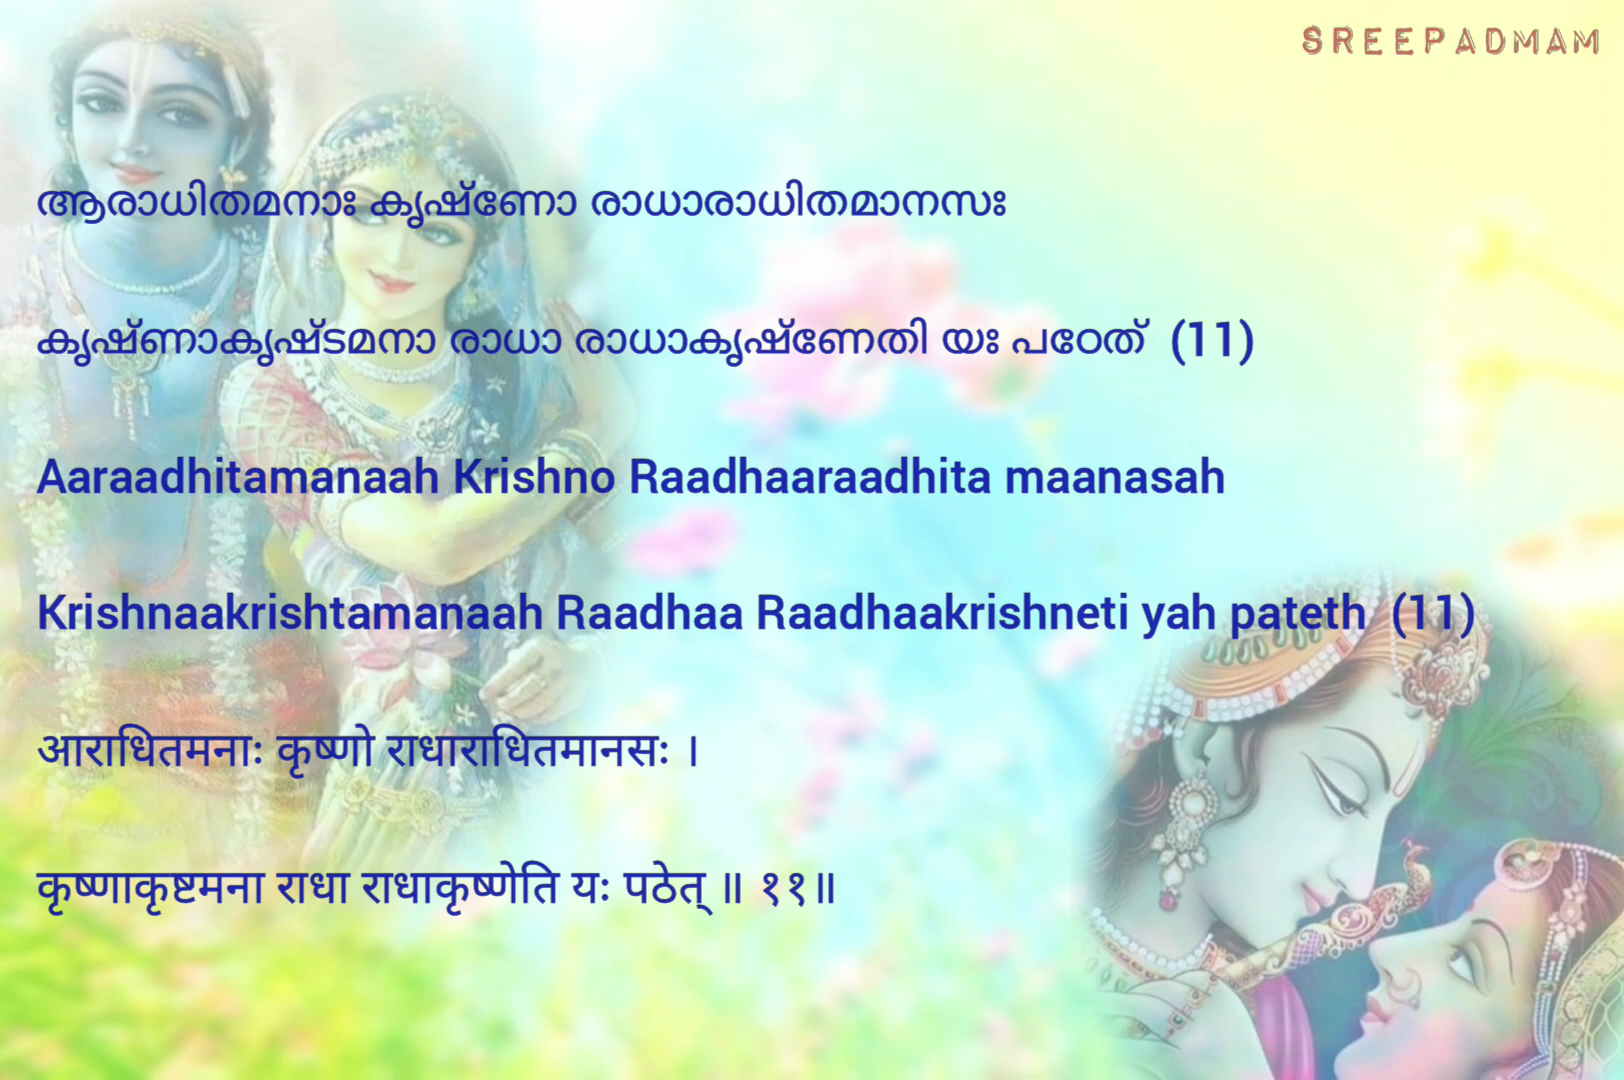 SREEPADMAM
ആരാധിതമനാഃ കൃഷ്ണോ രാധാരാധിതമാനസഃ
കൃഷ്ണാകൃഷ്ടമനാ രാധാ രാധാകൃഷ്ണേതി യഃ പഠേത് (11)
Aaraadhitamanaah Krishno Raadhaaraadhita maanasah
Krishnaakrishtamanaah Raadhaa Raadhaakrishneti yah pateth (11)
आराधितमनाः कृष्णो राधाराधितमानसः ।
कृष्णाकृष्टमना राधा राधाकृष्णेति यः पठेत् ॥ ११॥